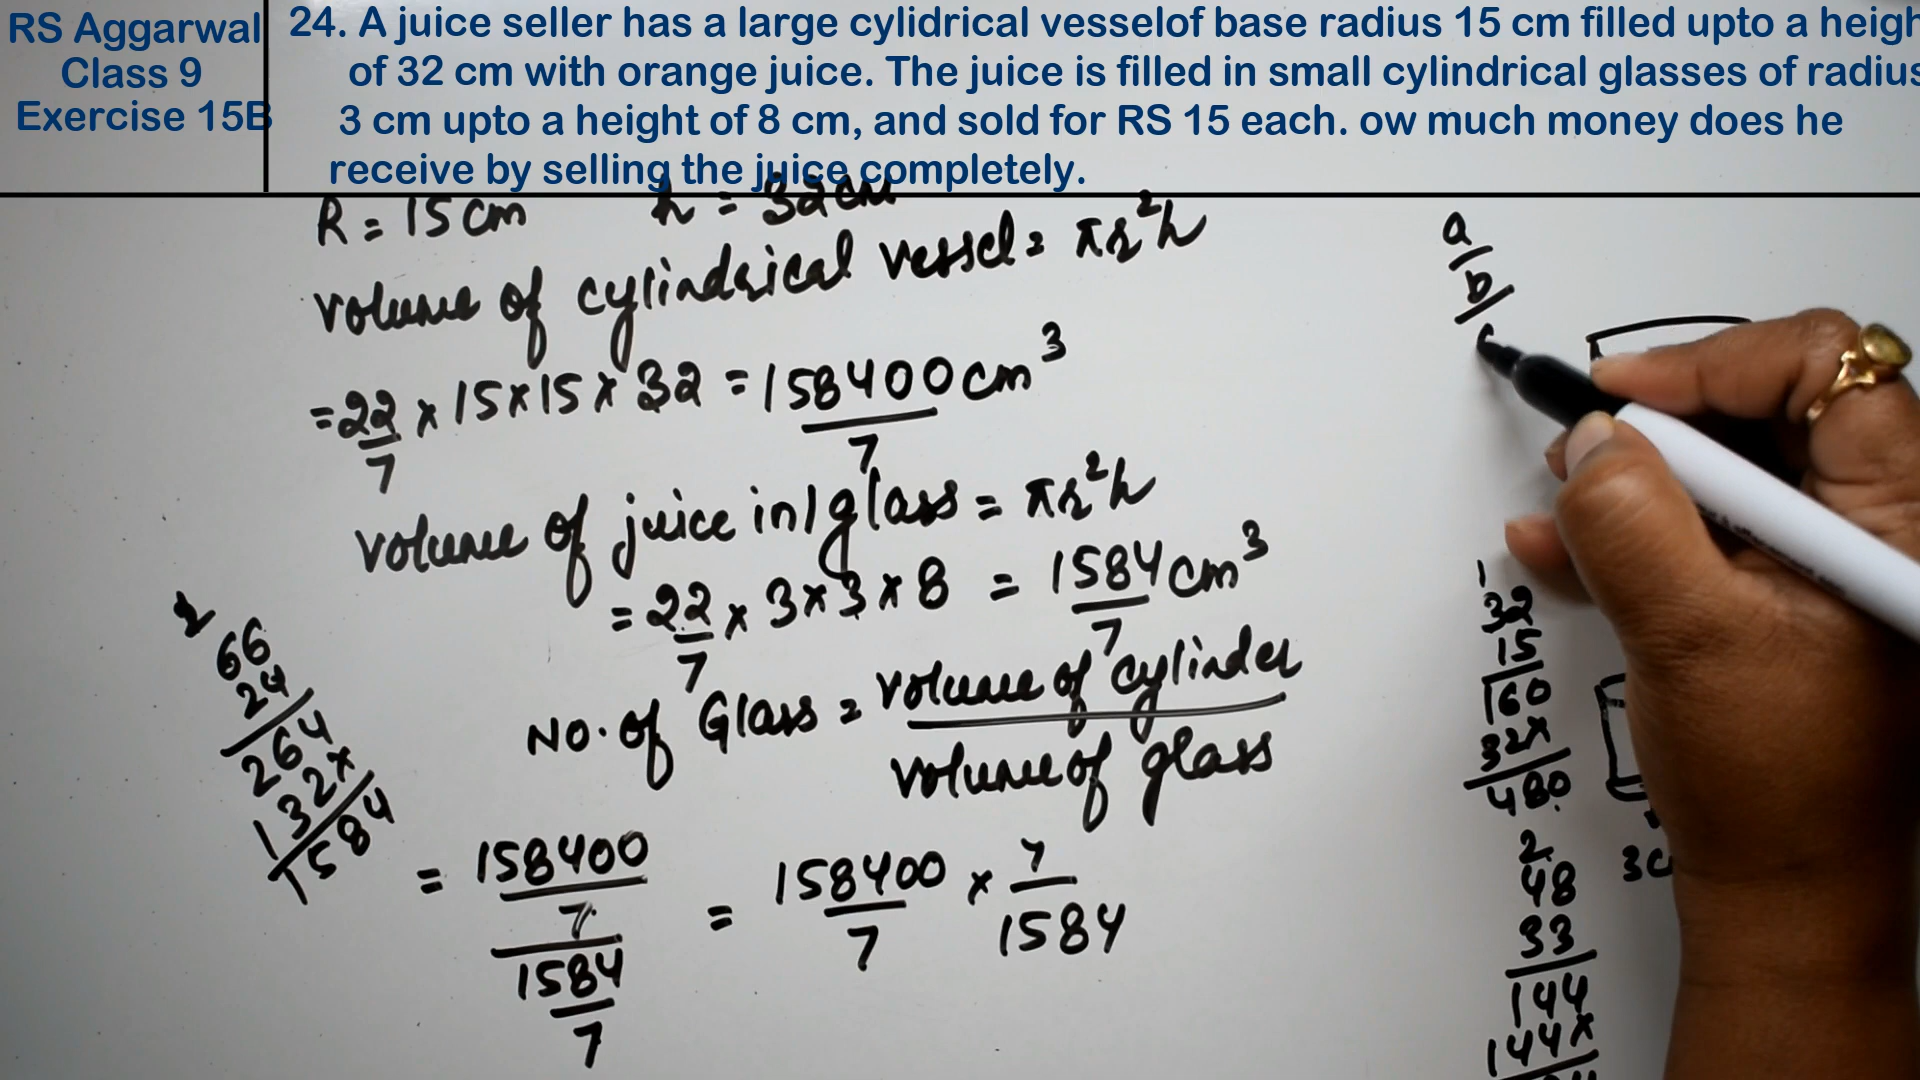 RS Aggarwal
Class 9
Exercise 15B
24. A juice seller has a large cylidrical vesselof base radius 15 cm filled upto a heigh
of 32 cm with orange juice. The juice is filled in small cylindrical glasses of radius
3 cm upto a height of 8 cm, and sold for RS 15 each. ow much money does he
receive by selling the juice completely.
R = 15 cm h = 32 cm
volume of cylindrical vessel = πr²h
= 22/7 × 15 × 15 × 32 = 158400/7 cm³
volume of juice in 1 glass = πr²h
= 22/7 × 3 × 3 × 8 = 1584/7 cm³
No. of Glass = volume of cylinder
volume of glass
= 158400/7 / 1584/7 = 158400/7 × 7/1584
2
66
24
264
132×
1584
a
b
1
32
15
160
32×
480
2
48
33
144
144×